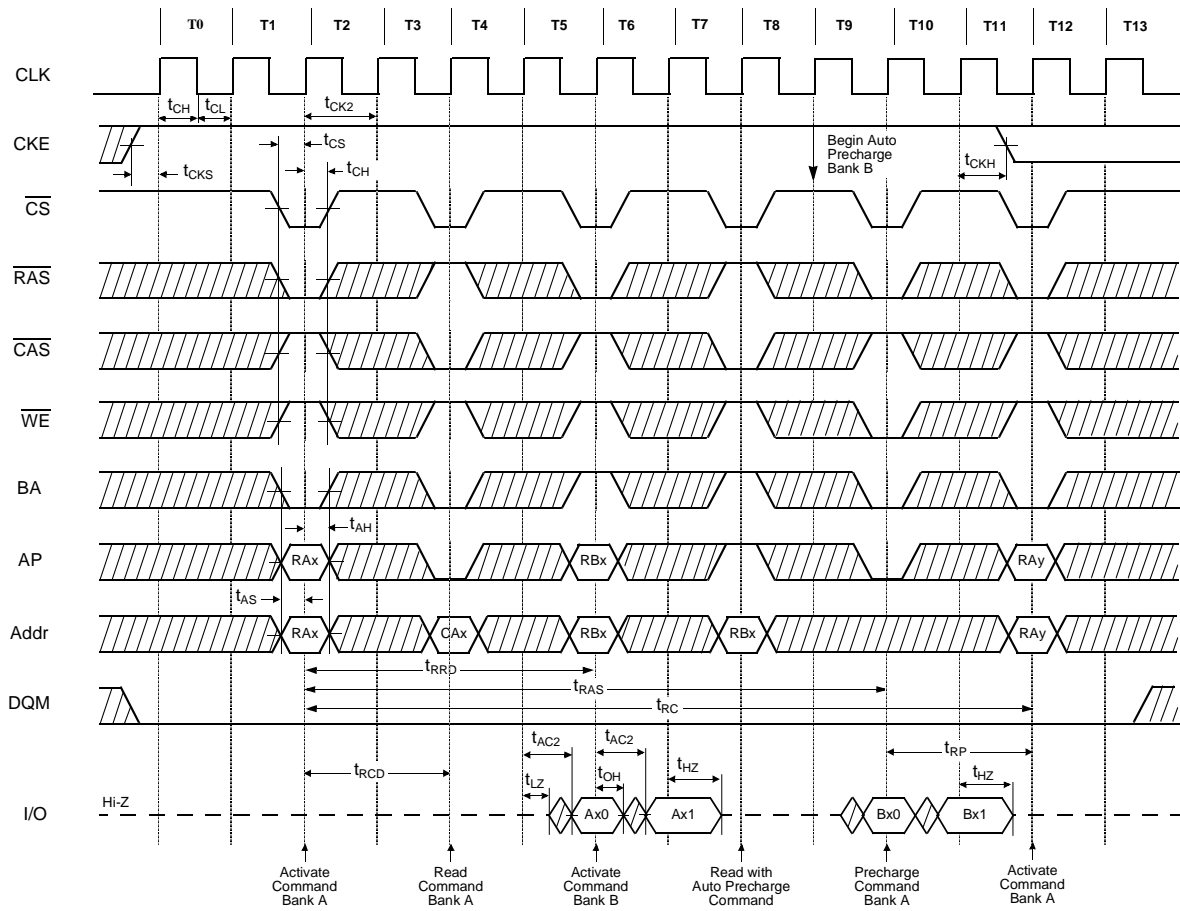 T0 T1 T2 T3 T4 T5 T6 T7 T8 T9 T10 T11 T12 T13
CLK
tCH tCL tCK2
CKE
tCS
Begin Auto
Precharge
Bank B
tCKH
tCKS
tCH
CS
RAS
CAS
WE
BA
tAH
AP
RAx RBx RAy
tAS
Addr
RAx CAx RBx RBx RAy
tRRD
tRAS
DQM
tRC
tAC2 tAC2
tRP
tRCD
tLZ
tOH
tHZ
tHZ
Hi-Z
I/O
Ax0 Ax1 Bx0 Bx1
Activate
Command
Bank A
Read
Command
Bank A
Activate
Command
Bank B
Read with
Auto Precharge
Command
Precharge
Command
Bank A
Activate
Command
Bank A